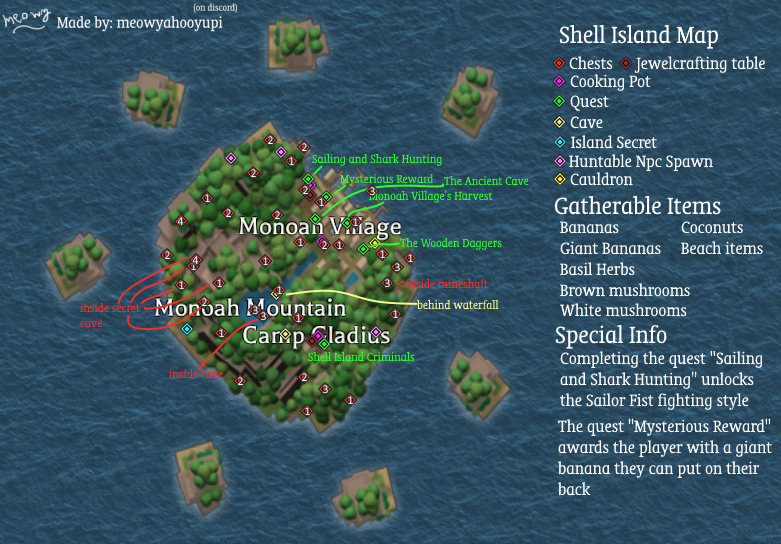 meowy
(on discord)
Made by: meowyahooyupi
Shell Island Map
Chests
Jewelcrafting table
Cooking Pot
Quest
Cave
Island Secret
Huntable Npc Spawn
Cauldron
Gatherable Items
Bananas
Coconuts
Giant Bananas
Beach items
Basil Herbs
Brown mushrooms
White mushrooms
Special Info
Completing the quest "Sailing
and Shark Hunting" unlocks
the Sailor Fist fighting style
The quest "Mysterious Reward"
awards the player with a giant
banana they can put on their
back
Sailing and Shark Hunting
Mysterious Reward
The Ancient Cave
Monoah Village's Harvest
Monoah Village
The Wooden Daggers
inside mineshaft
behind waterfall
inside secret
cave
Monoah Mountain
Camp Gladius
Shell Island Criminals
inside cave